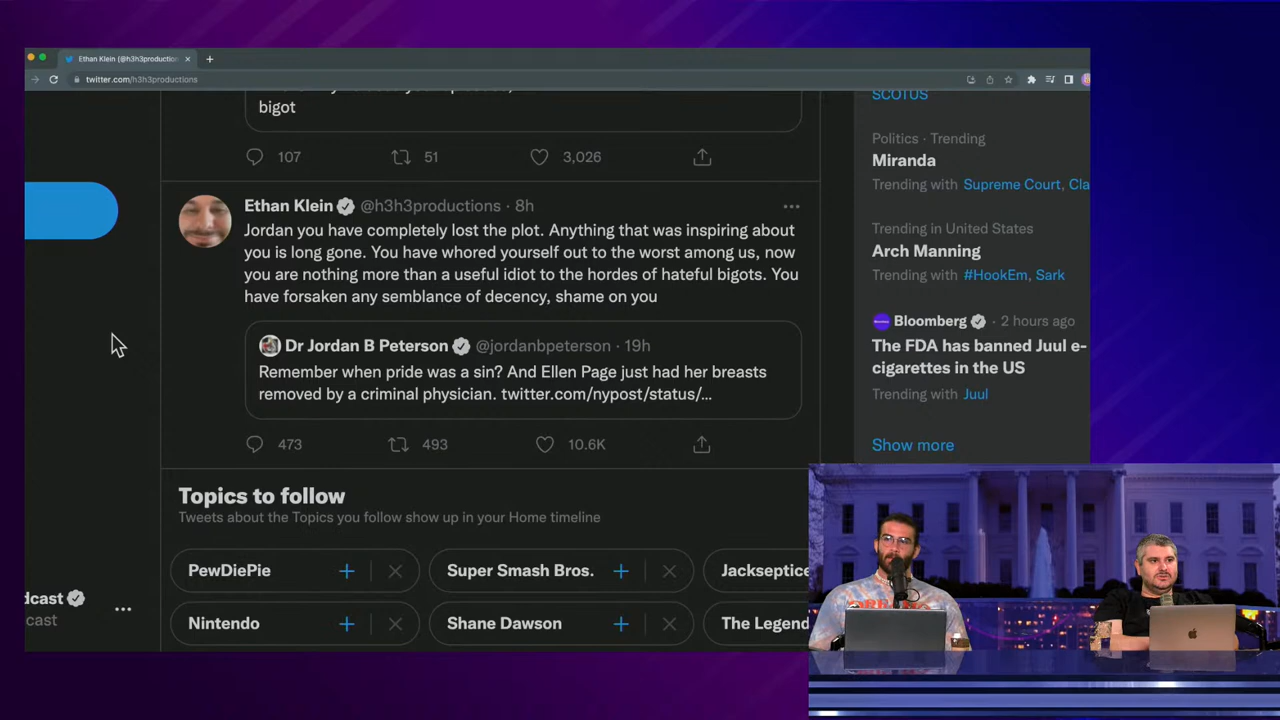 Ethan Klein (@h3h3production
twitter.com/h3h3productions
bigot
107 51 3,026
Ethan Klein @h3h3productions · 8h
Jordan you have completely lost the plot. Anything that was inspiring about
you is long gone. You have whored yourself out to the worst among us, now
you are nothing more than a useful idiot to the hordes of hateful bigots. You
have forsaken any semblance of decency, shame on you
Dr Jordan B Peterson @jordanbpeterson · 19h
Remember when pride was a sin? And Ellen Page just had her breasts
removed by a criminal physician. twitter.com/nypost/status/...
473 493 10.6K
Topics to follow
Tweets about the Topics you follow show up in your Home timeline
PewDiePie
Super Smash Bros.
Jackseptice
Nintendo
Shane Dawson
The Legend
dcast
cast
SCOTUS
Politics · Trending
Miranda
Trending with Supreme Court, Cla
Trending in United States
Arch Manning
Trending with #HookEm, Sark
Bloomberg · 2 hours ago
The FDA has banned Juul e-
cigarettes in the US
Trending with Juul
Show more